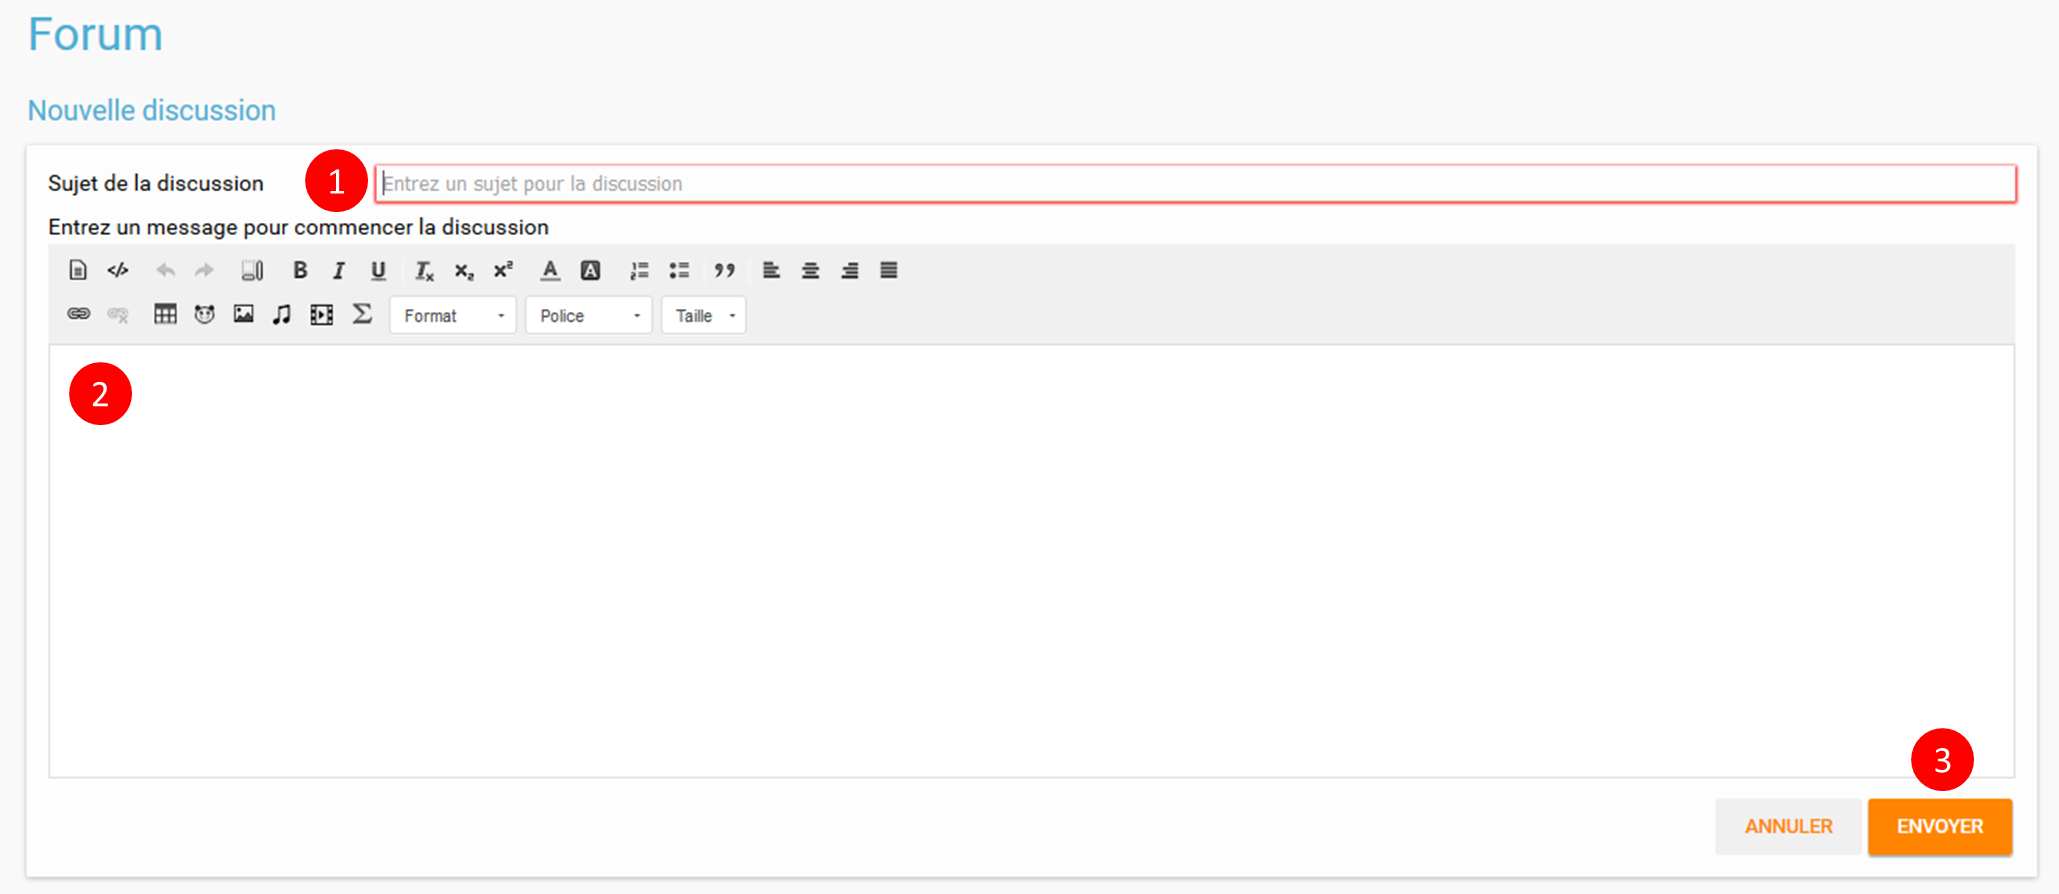 Forum
Nouvelle discussion
Sujet de la discussion 1 Entrez un sujet pour la discussion
Entrez un message pour commencer la discussion
Format Police Taille
2
3
ANNULER ENVOYER